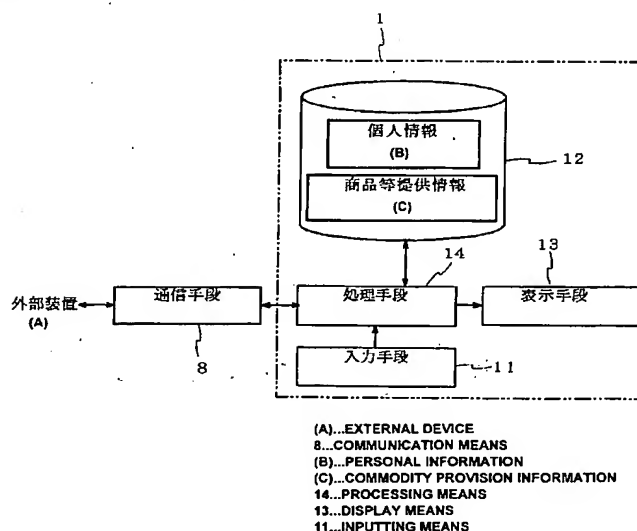 1
個人情報
(B)
12
商品等提供情報
(C)
14
13
外部装置
(A)
通信手段
処理手段
表示手段
8
入力手段
11
(A)...EXTERNAL DEVICE
8...COMMUNICATION MEANS
(B)...PERSONAL INFORMATION
(C)...COMMODITY PROVISION INFORMATION
14...PROCESSING MEANS
13...DISPLAY MEANS
11...INPUTTING MEANS